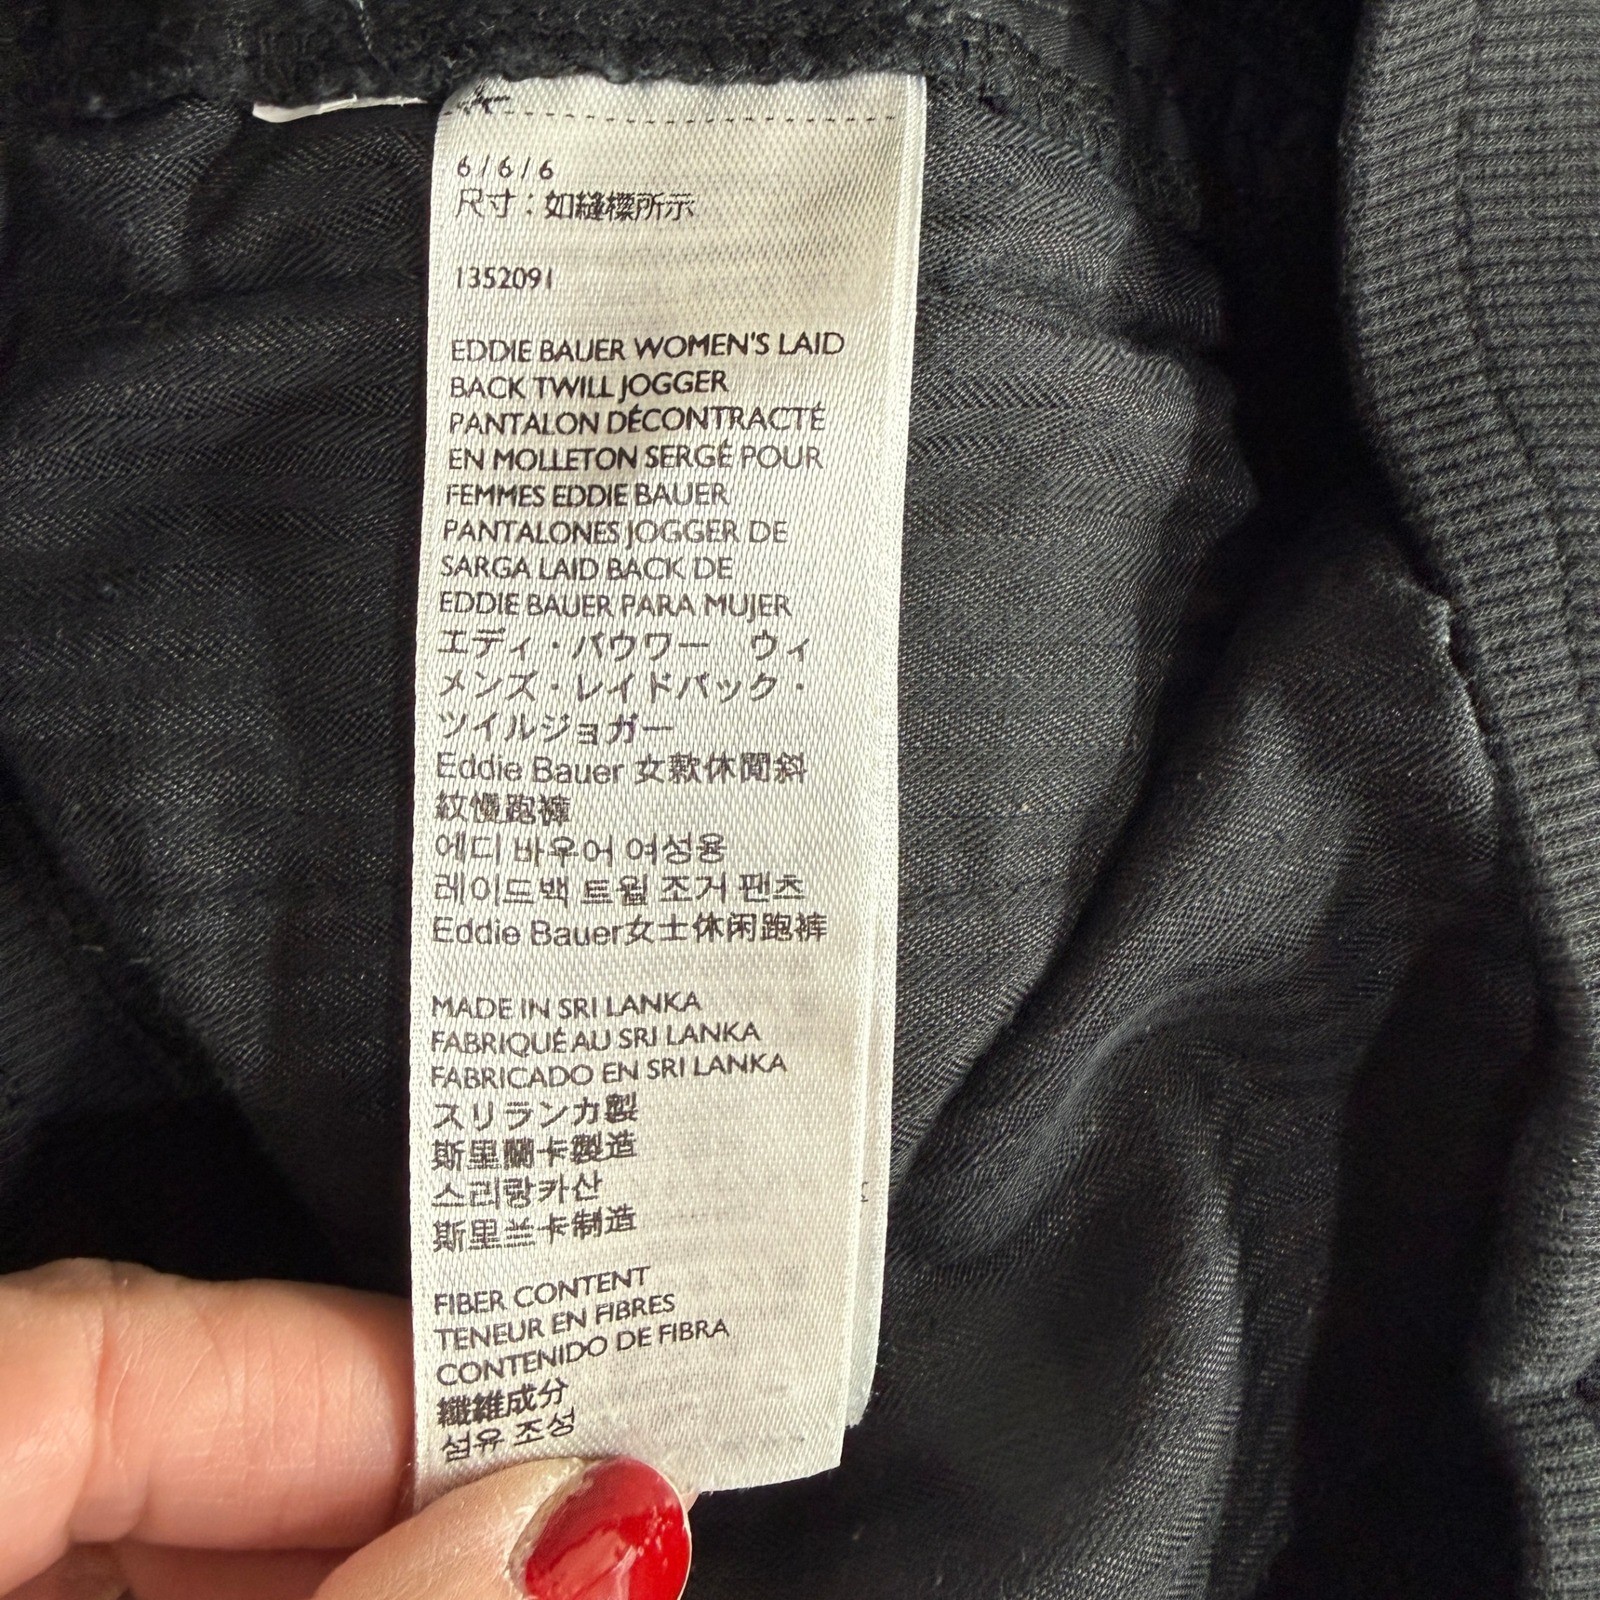 6/6/6
尺寸：如縫標所示
1352091
EDDIE BAUER WOMEN'S LAID
BACK TWILL JOGGER
PANTALON DÉCONTRACTÉ
EN MOLLETON SERGÉ POUR
FEMMES EDDIE BAUER
PANTALONES JOGGER DE
SARGA LAID BACK DE
EDDIE BAUER PARA MUJER
エディ・バウワー　ウィ
メンズ・レイドバック・
ツイルジョガー
Eddie Bauer 女款休閒斜
紋慢跑褲
에디 바우어 여성용
레이드백 트윌 조거 팬츠
Eddie Bauer女士休闲跑裤
MADE IN SRI LANKA
FABRIQUÉ AU SRI LANKA
FABRICADO EN SRI LANKA
スリランカ製
斯里蘭卡製造
스리랑카산
斯里兰卡制造
FIBER CONTENT
TENEUR EN FIBRES
CONTENIDO DE FIBRA
纖維成分
섬유 조성